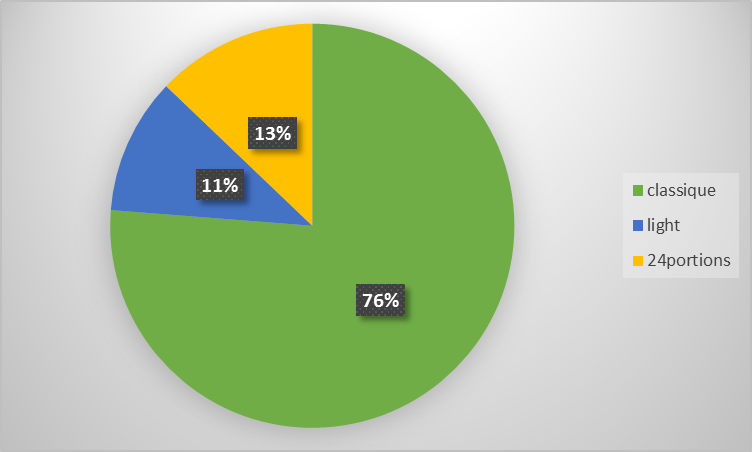 13%
11%
76%
classique
light
24portions